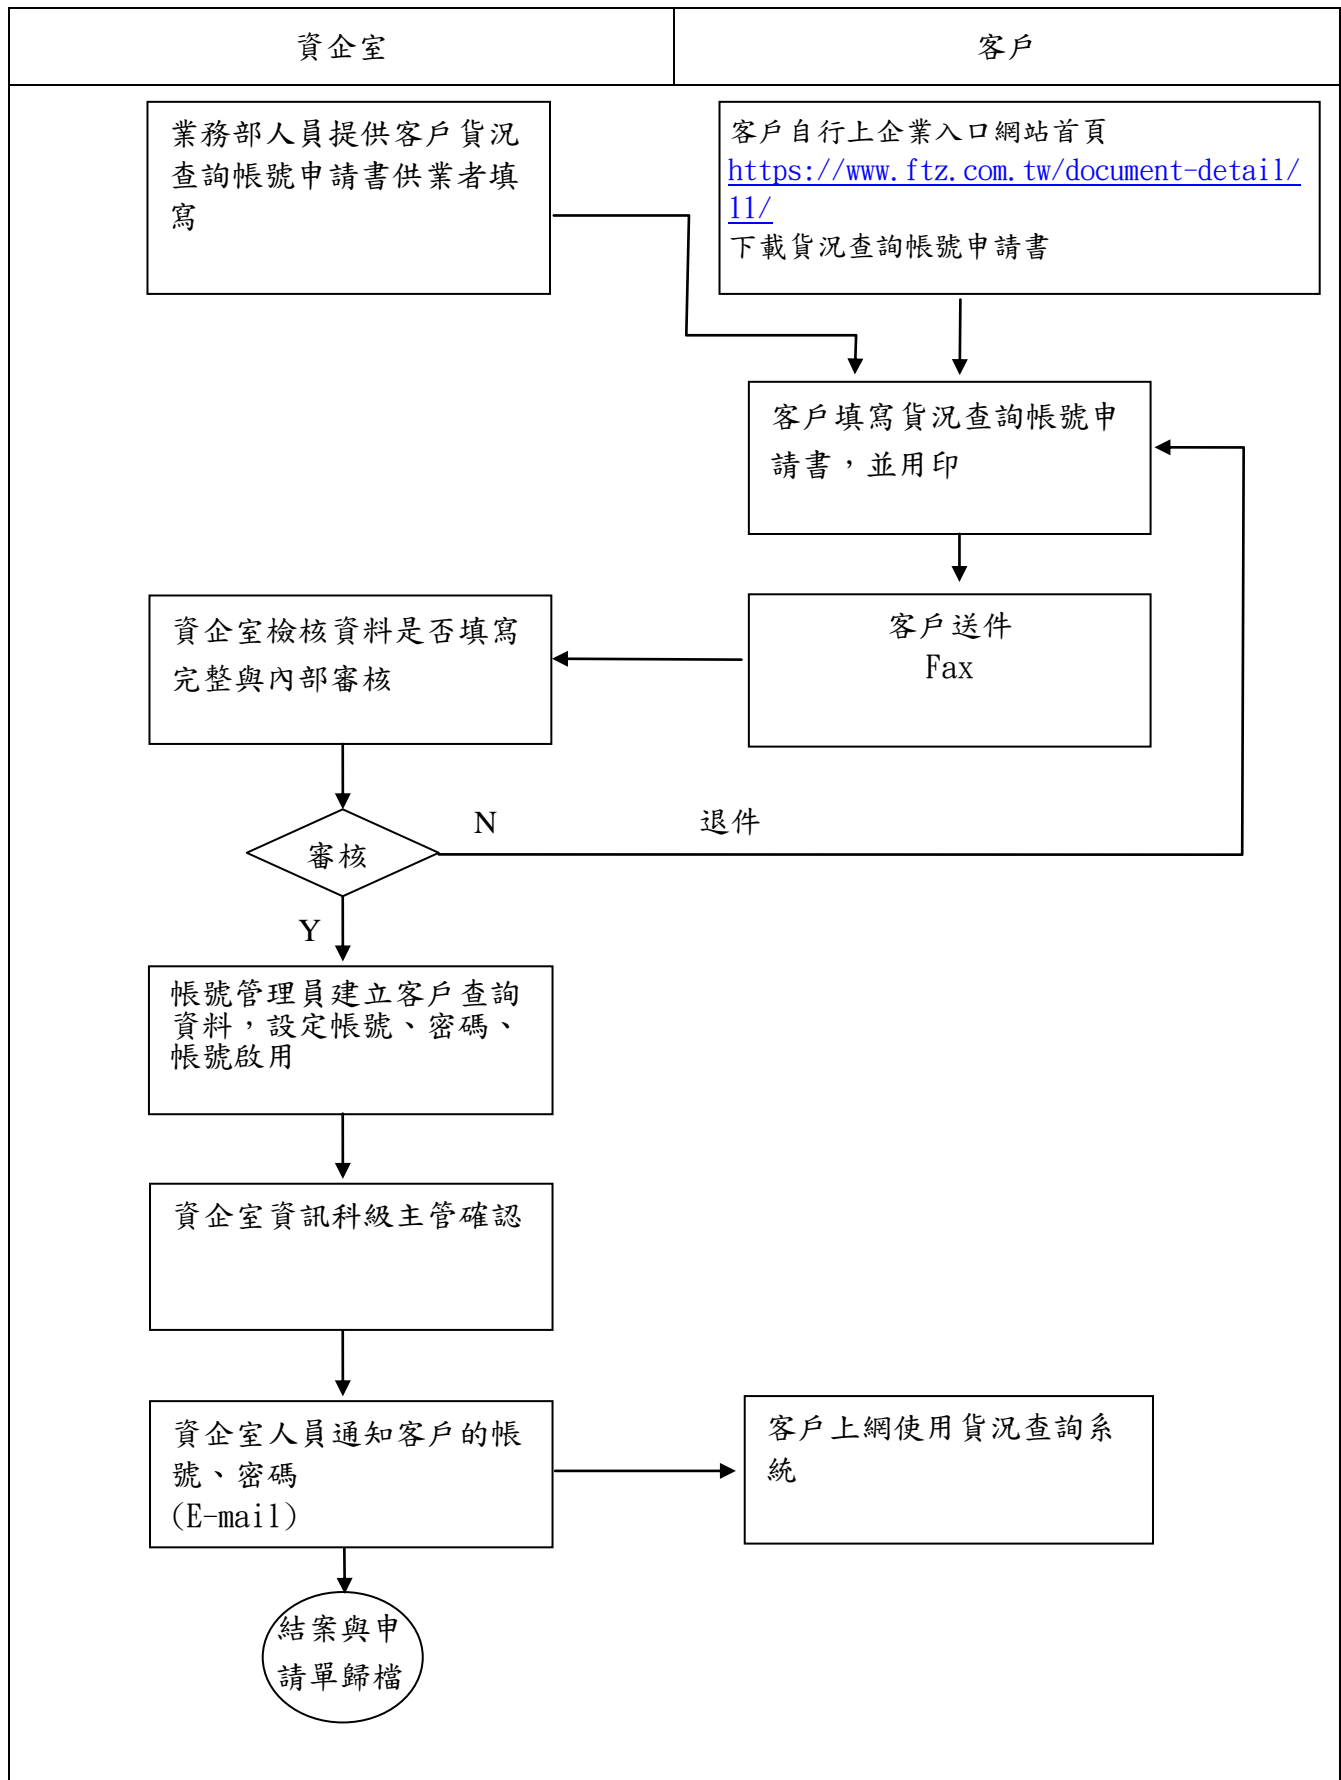 資企室
客戶
業務部人員提供客戶貨況
查詢帳號申請書供業者填
寫
客戶自行上企業入口網站首頁
https://www.ftz.com.tw/document-detail/
11/
下載貨況查詢帳號申請書
客戶填寫貨況查詢帳號申
請書，並用印
客戶送件
Fax
資企室檢核資料是否填寫
完整與內部審核
審核
N
退件
Y
帳號管理員建立客戶查詢
資料，設定帳號、密碼、
帳號啟用
資企室資訊科級主管確認
資企室人員通知客戶的帳
號、密碼
(E-mail)
客戶上網使用貨況查詢系
統
結案與申
請單歸檔